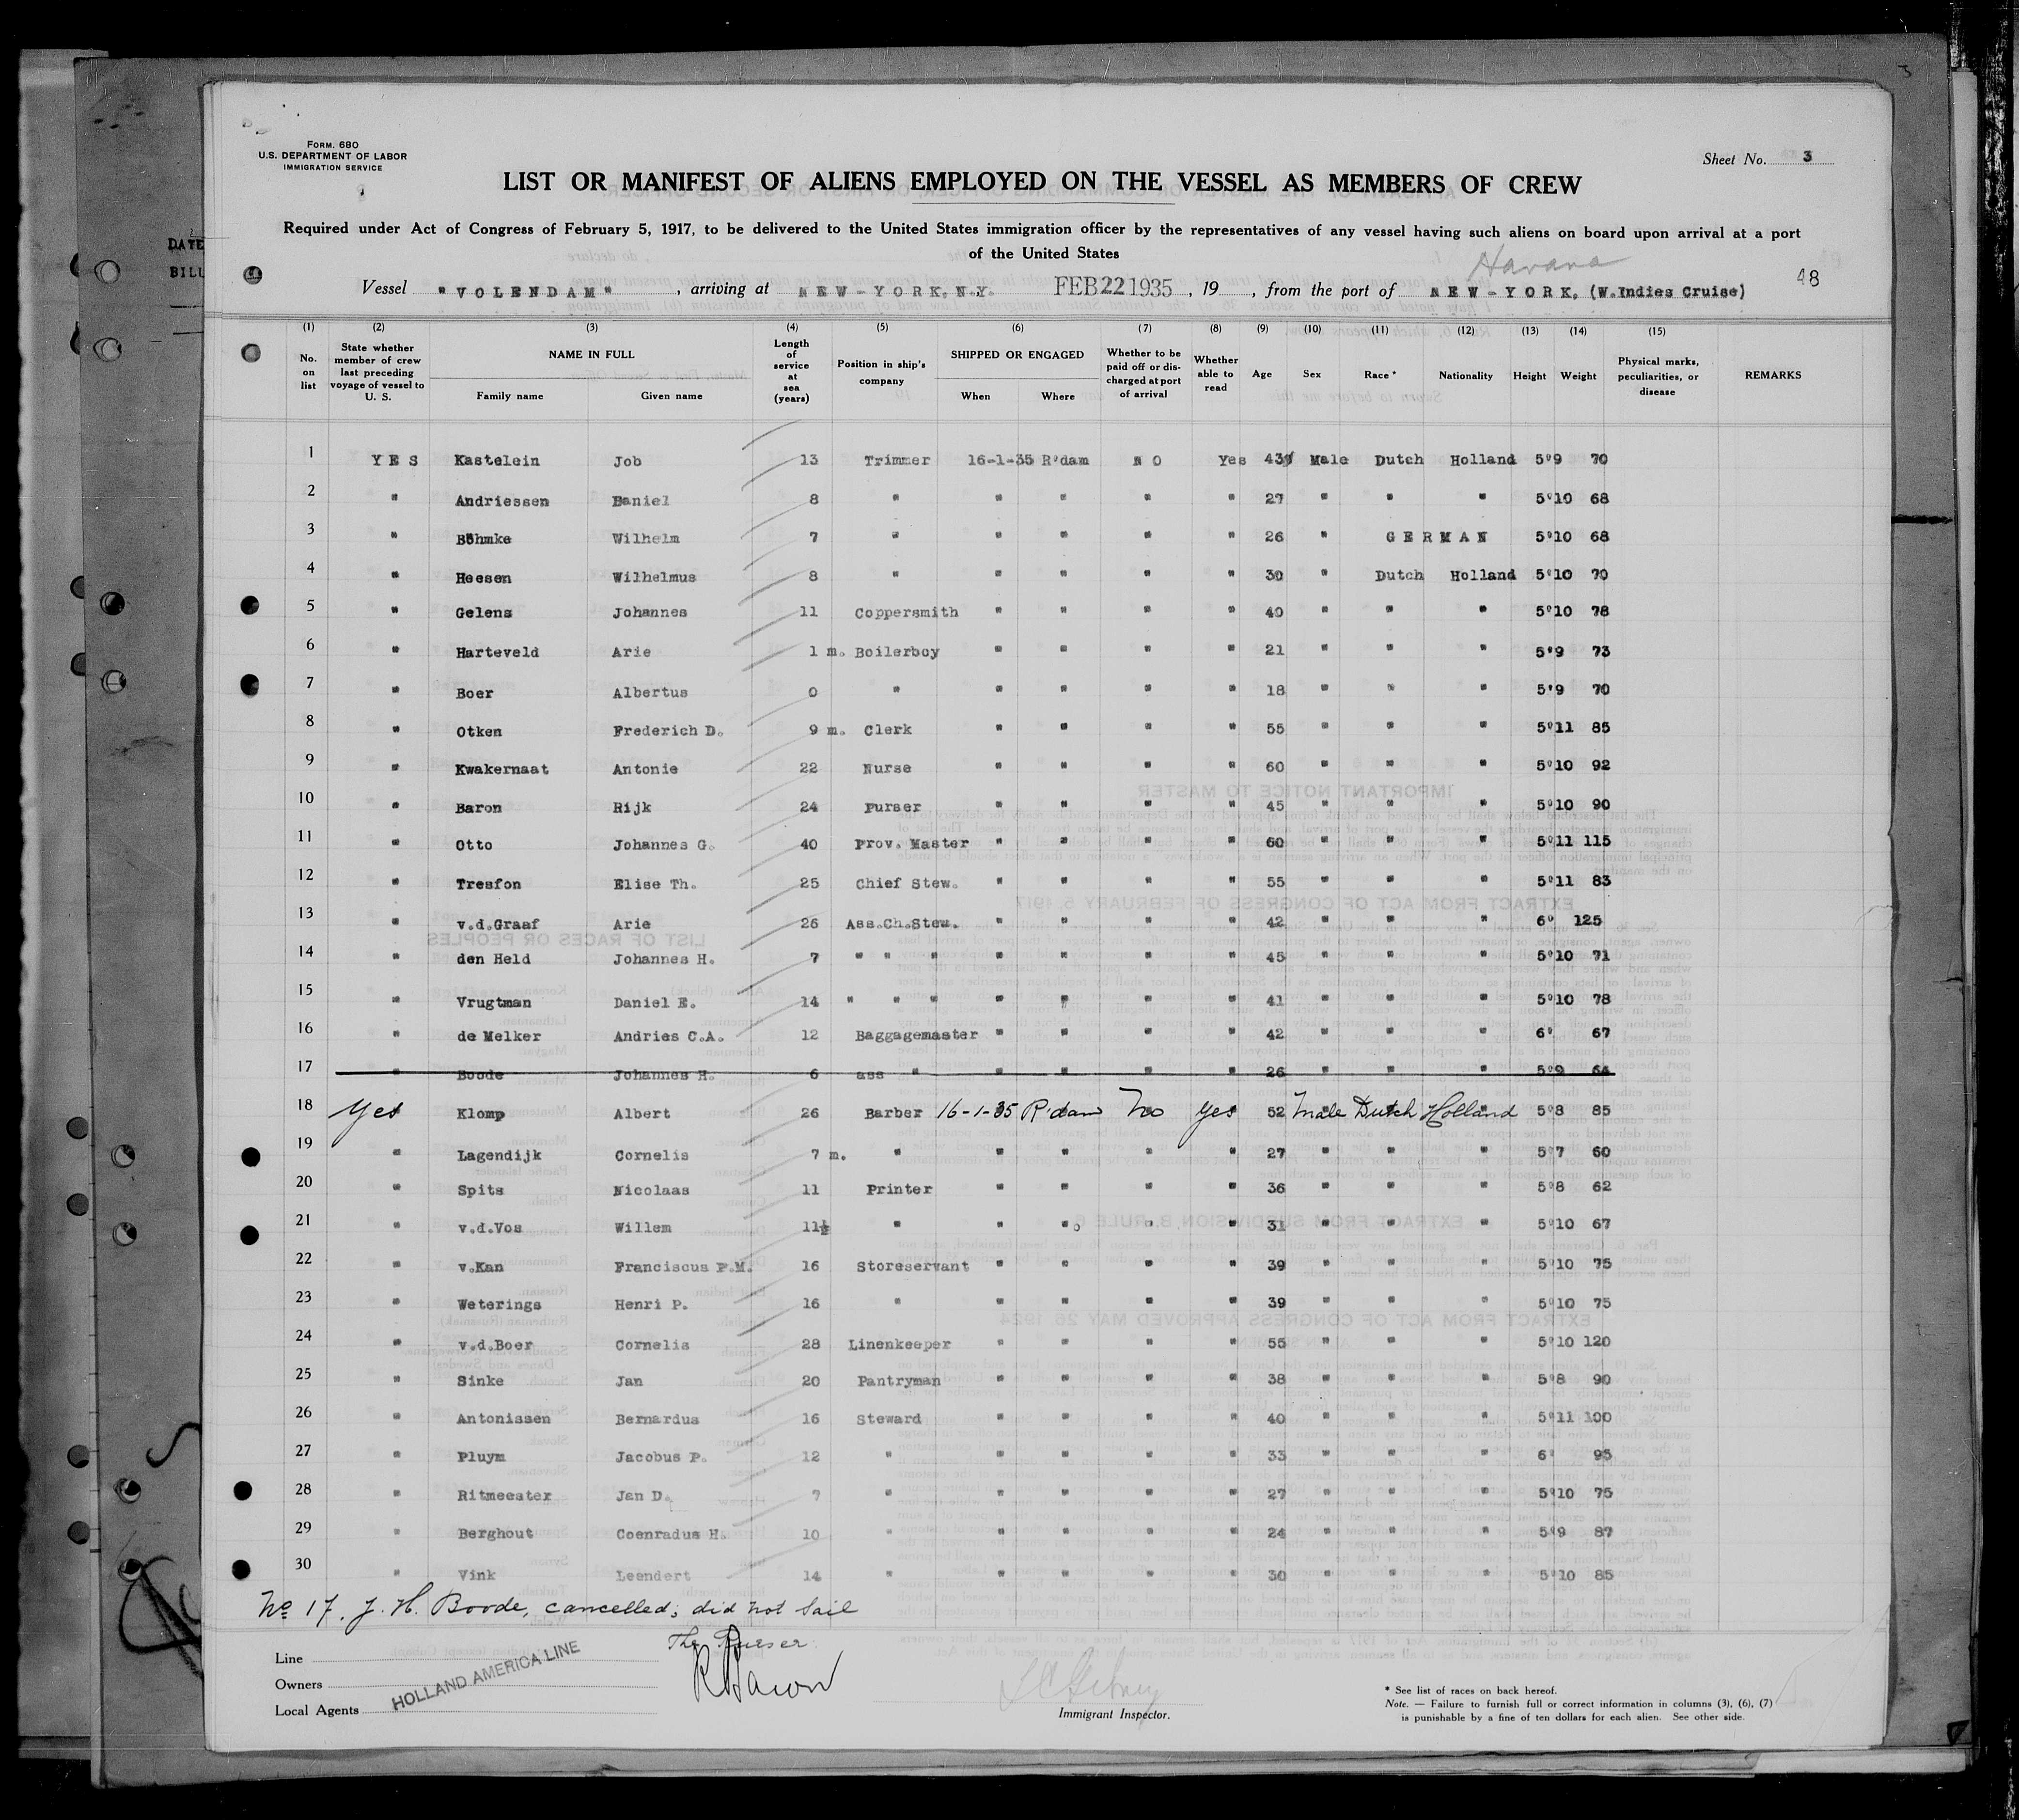 3
FORM. 680
U.S. DEPARTMENT OF LABOR
IMMIGRATION SERVICE
Sheet No. 3
LIST OR MANIFEST OF ALIENS EMPLOYED ON THE VESSEL AS MEMBERS OF CREW
Required under Act of Congress of February 5, 1917, to be delivered to the United States immigration officer by the representatives of any vessel having such aliens on board upon arrival at a port
of the United States
DATE
BILL
Havana
48
Vessel "VOLENDAM" , arriving at NEW-YORK, N.Y. FEB 22 1935 , 19 , from the port of NEW-YORK, (W.Indies Cruise)
(1) (2) (3) (4) (5) (6) (7) (8) (9) (10) (11) (12) (13) (14) (15)
No. on list State whether member of crew last preceding voyage of vessel to U. S. NAME IN FULL Family name Given name Length of service at sea (years) Position in ship's company SHIPPED OR ENGAGED When Where Whether to be paid off or discharged at port of arrival Whether able to read Age Sex Race * Nationality Height Weight Physical marks, peculiarities, or disease REMARKS
1 YES Kastelein Job 13 Trimmer 16-1-35 R'dam NO Yes 43 Male Dutch Holland 5'9 70
2 " Andriessen Daniel 8 " " " " " 27 " " " 5'10 68
3 " Böhmke Wilhelm 7 " " " " " 26 " GERMAN 5'10 68
4 " Heesen Wilhelmus 8 " " " " " 30 " Dutch Holland 5'10 70
5 " Gelens Johannes 11 Coppersmith " " " " 40 " " " 5'10 78
6 " Harteveld Arie 1 m. Boilerboy " " " " 21 " " " 5'9 73
7 " Boer Albertus 0 " " " " " 18 " " " 5'9 70
8 " Otken Frederich D. 9 m. Clerk " " " " 55 " " " 5'11 85
9 " Kwakernaat Antonie 22 Nurse " " " " 60 " " " 5'10 92
10 " Baron Rijk 24 Purser " " " " 45 " " " 5'10 90
11 " Otto Johannes G. 40 Prov. Master " " " " 60 " " " 5'11 115
12 " Tresfon Elise Th. 25 Chief Stew. " " " " 55 " " " 5'11 83
13 " v.d.Graaf Arie 26 Ass.Ch.Stew. " " " " 42 " " " 6' 125
14 " den Held Johannes H. 7 " " " " " " " 45 " " " 5'10 71
15 " Vrugtman Daniel E. 14 " " " " " " " 41 " " " 5'10 78
16 " de Melker Andries C.A. 12 Baggagemaster " " " " 42 " " " 6' 67
17 " Boode Johannes H. 6 ass " " " " " 26 " " " 5'9 64
18 Yes Klomp Albert 26 Barber 16-1-35 R'dam No Yes 52 Male Dutch Holland 5'8 85
19 " Lagendijk Cornelis 7 m. " " " " " 27 " " " 5'7 60
20 " Spits Nicolaas 11 Printer " " " " 36 " " " 5'8 62
21 " v.d.Vos Willem 11½ " " " " " 31 " " " 5'10 67
22 " v.Kan Franciscus P.M. 16 Storeservant " " " " 39 " " " 5'10 75
23 " Weterings Henri P. 16 " " " " " 39 " " " 5'10 75
24 " v.d.Boer Cornelis 28 Linenkeeper " " " " 55 " " " 5'10 120
25 " Sinke Jan 20 Pantryman " " " " 38 " " " 5'8 90
26 " Antonissen Bernardus 16 Steward " " " " 40 " " " 5'11 100
27 " Pluym Jacobus P. 12 " " " " " 33 " " " 6' 95
28 " Ritmeester Jan D. 7 " " " " " 27 " " " 5'10 75
29 " Berghout Coenradus H. 10 " " " " " 24 " " " 5'9 87
30 " Vink Leendert 14 " " " " " 30 " " " 5'10 85
No 17, J. H. Boode, cancelled; did not sail
The Purser
RBaron
Line
Owners
Local Agents
HOLLAND AMERICA LINE
Immigrant Inspector.
* See list of races on back hereof.
Note. — Failure to furnish full or correct information in columns (3), (6), (7)
is punishable by a fine of ten dollars for each alien. See other side.